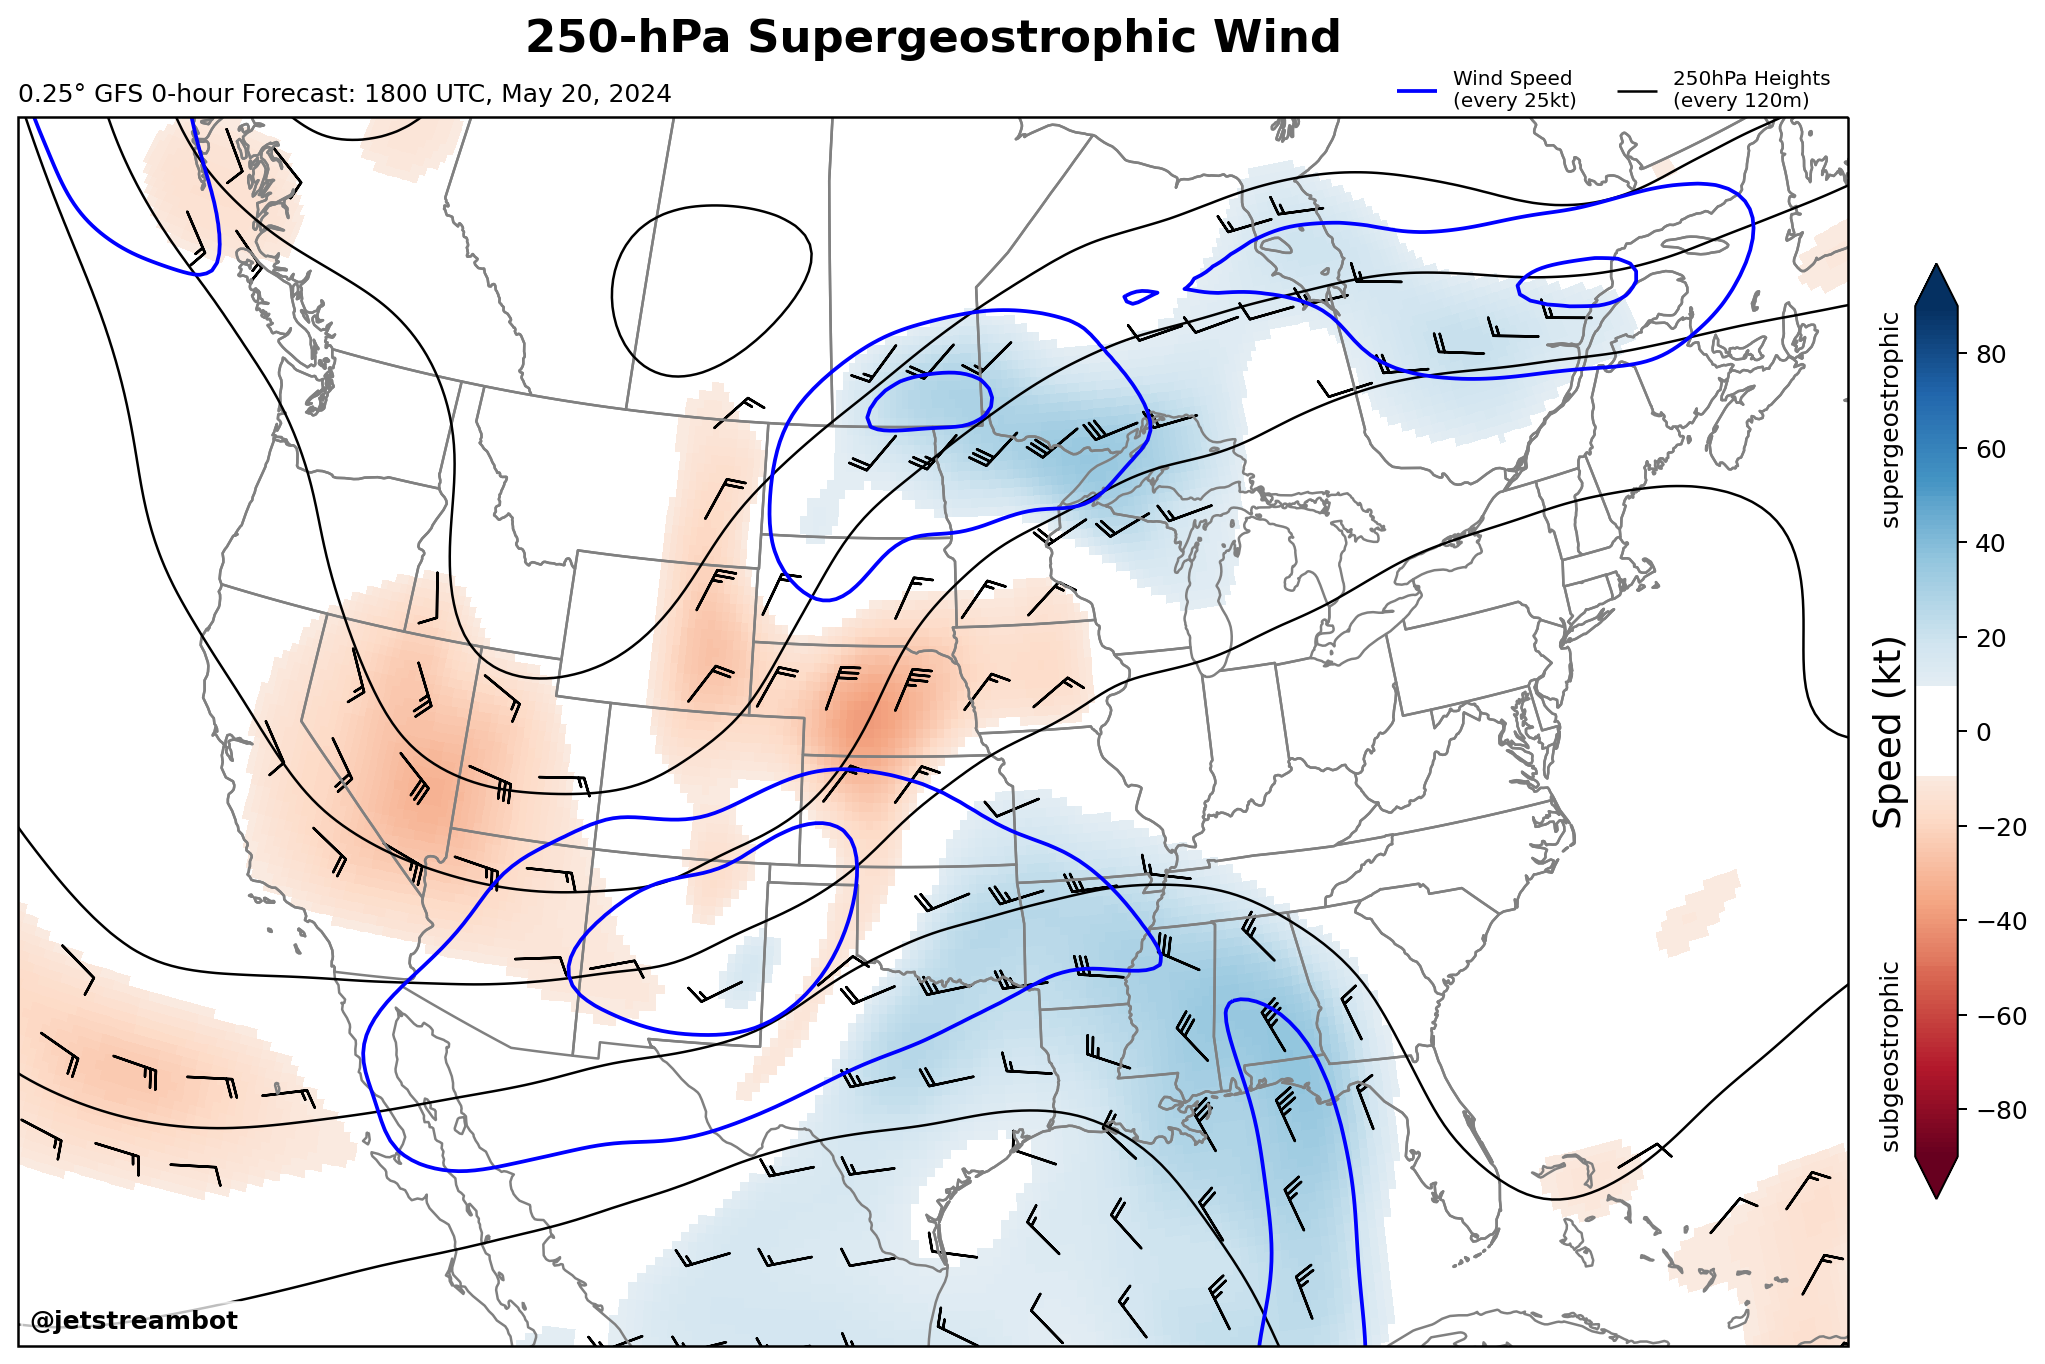 250-hPa Supergeostrophic Wind
0.25° GFS 0-hour Forecast: 1800 UTC, May 20, 2024
Wind Speed
(every 25kt)
250hPa Heights
(every 120m)
supergeostrophic
subgeostrophic
Speed (kt)
80
60
40
20
0
−20
−40
−60
−80
@jetstreambot